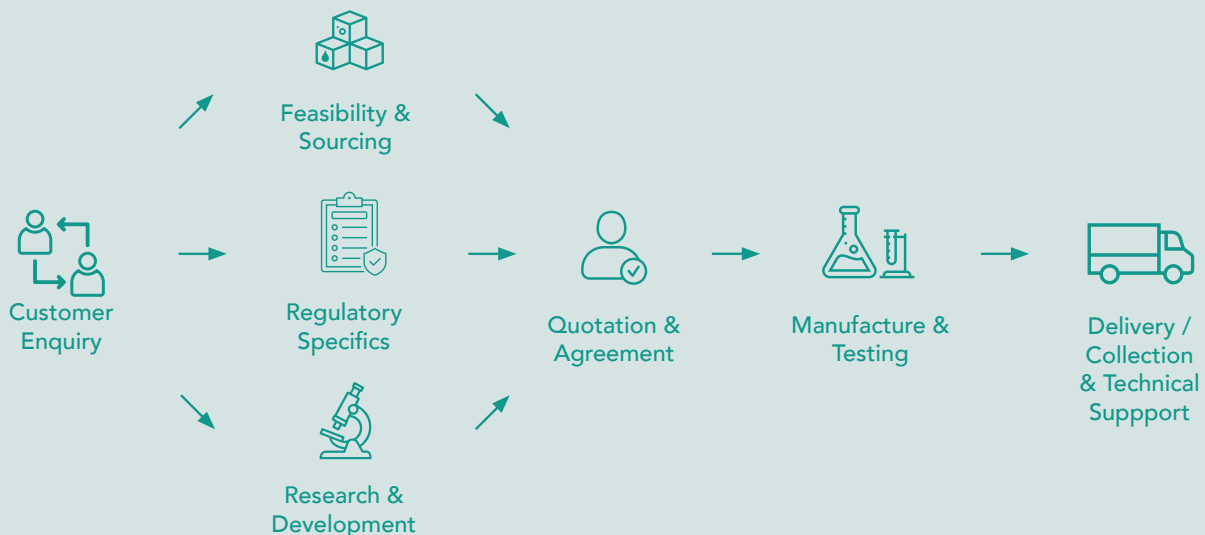 Feasibility &
Sourcing
Customer
Enquiry
Regulatory
Specifics
Research &
Development
Quotation &
Agreement
Manufacture &
Testing
Delivery /
Collection
& Technical
Suppport